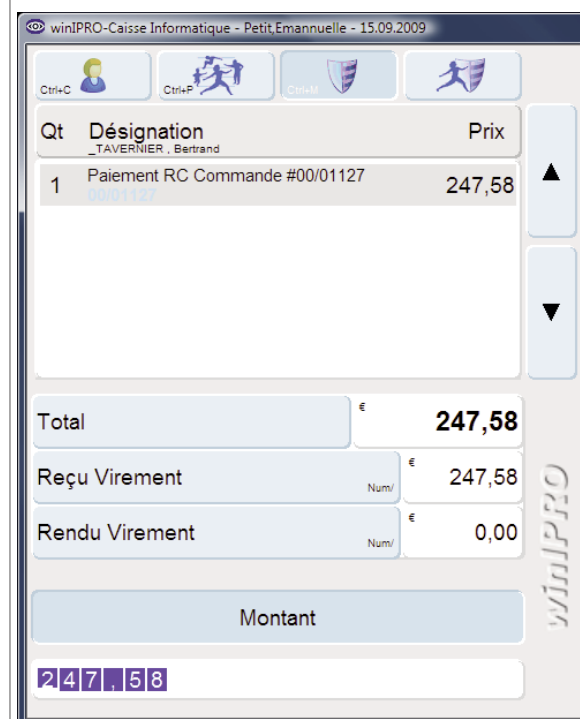 winIPRO-Caisse Informatique - Petit,Emannuelle - 15.09.2009
Ctrl+C Ctrl+P Ctrl+M
Qt Désignation Prix
_TAVERNIER , Bertrand
1 Paiement RC Commande #00/01127 247,58
00/01127
▲
▼
Total € 247,58
Reçu Virement Num/ € 247,58
Rendu Virement Num/ € 0,00
winIPRO
Montant
247,58